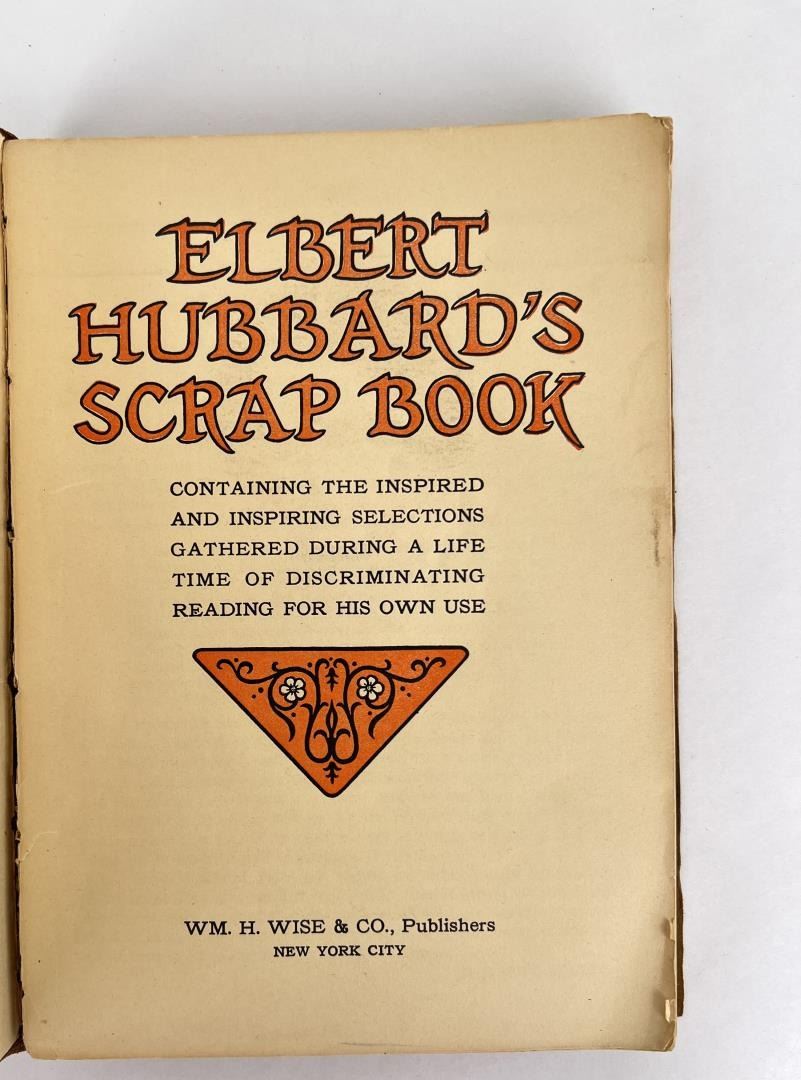 ELBERT
HUBBARD'S
SCRAP BOOK
CONTAINING THE INSPIRED
AND INSPIRING SELECTIONS
GATHERED DURING A LIFE
TIME OF DISCRIMINATING
READING FOR HIS OWN USE
WM. H. WISE & CO., Publishers
NEW YORK CITY